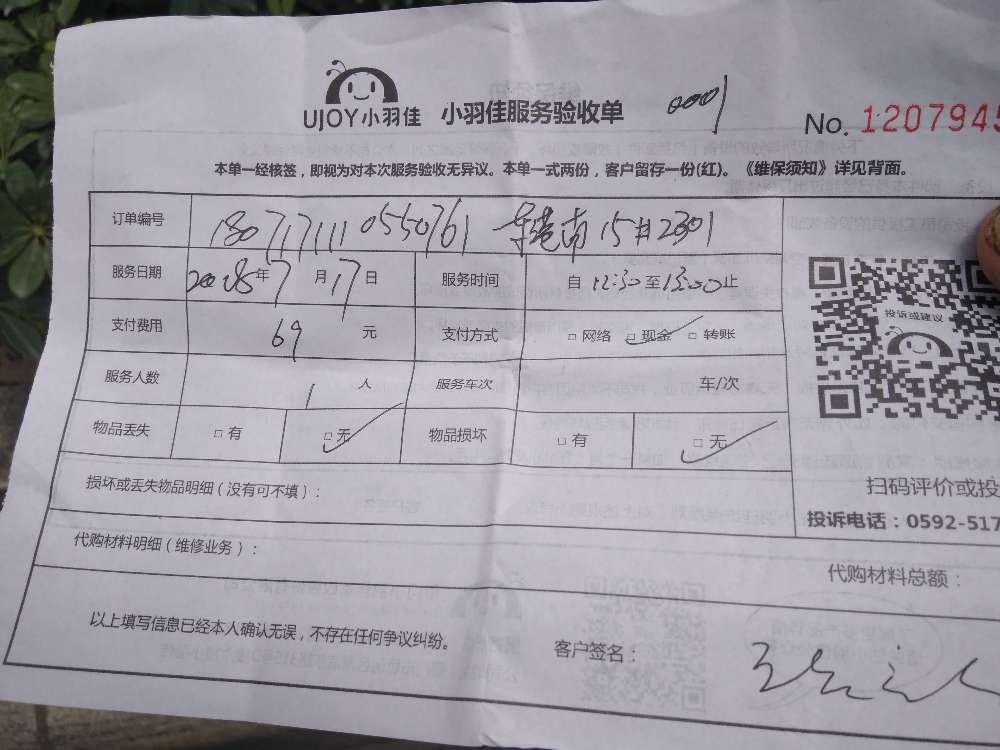 UJOY小羽佳 小羽佳服务验收单 0001
No. 1207945
本单一经核签，即视为对本次服务验收无异议。本单一式两份，客户留存一份(红)。《维保须知》详见背面。
订单编号 180717111 0550761 南15#2301
服务日期 2018年7月17日 服务时间 自12:30至13:00止
支付费用 69元 支付方式 □网络 □现金 □转账
服务人数 1人 服务车次 车/次
物品丢失 □有 □无 物品损坏 □有 □无
投诉或建议
扫码评价或投
投诉电话：0592-517
损坏或丢失物品明细（没有可不填）：
代购材料明细（维修业务）：
代购材料总额：
以上填写信息已经本人确认无误，不存在任何争议纠纷。
客户签名：